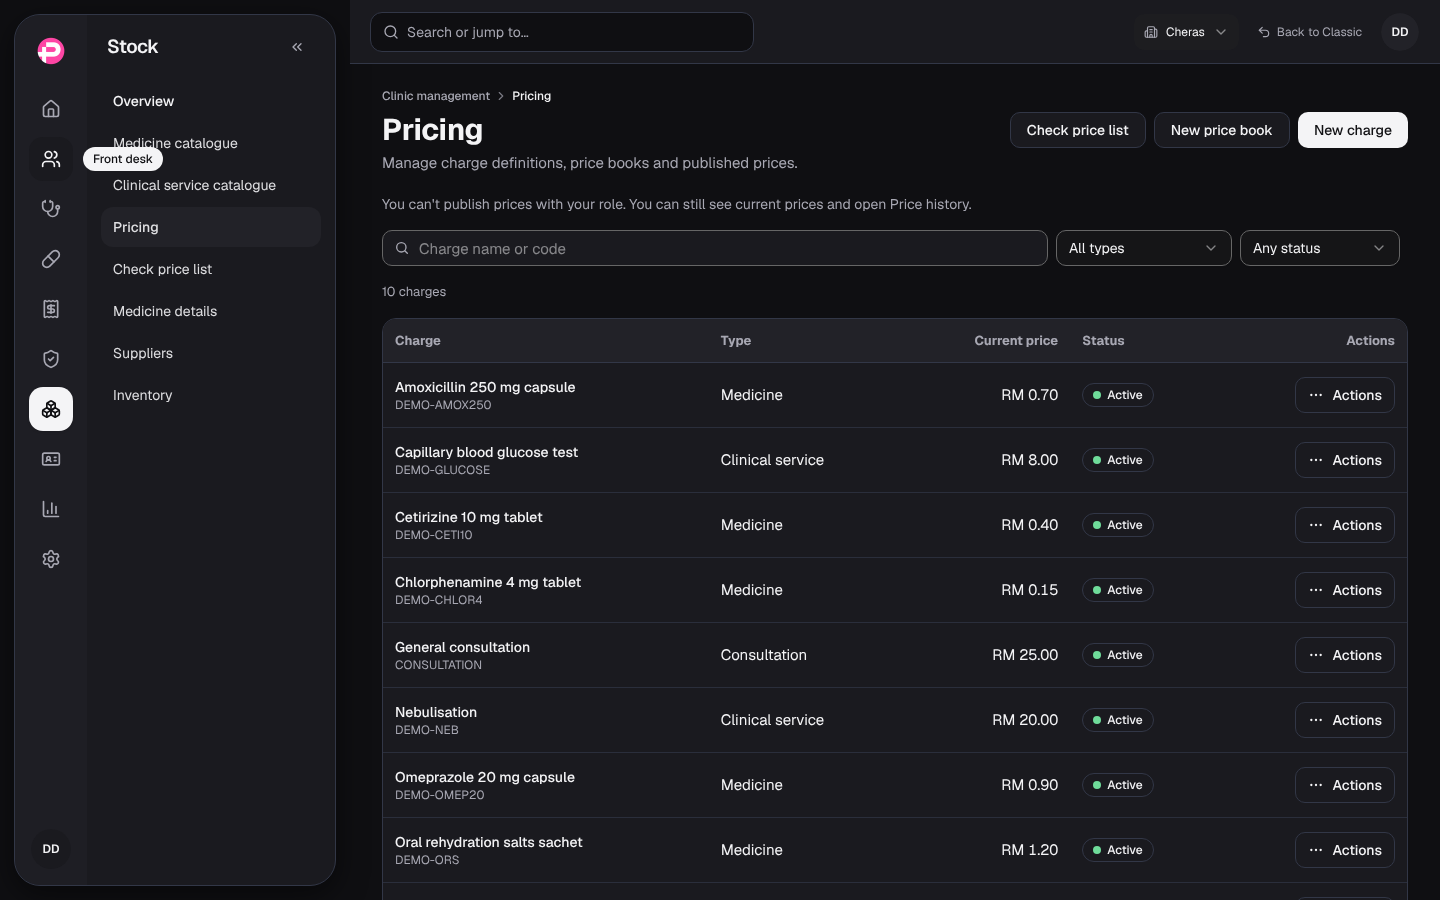 Stock
Overview
Medicine catalogue
Front desk
Clinical service catalogue
Pricing
Check price list
Medicine details
Suppliers
Inventory
DD
Search or jump to...
Cheras
Back to Classic
DD
Clinic management > Pricing
Pricing
Manage charge definitions, price books and published prices.
Check price list
New price book
New charge
You can't publish prices with your role. You can still see current prices and open Price history.
Charge name or code
All types
Any status
10 charges
Charge Type Current price Status Actions
Amoxicillin 250 mg capsule
DEMO-AMOX250
Medicine RM 0.70 Active ... Actions
Capillary blood glucose test
DEMO-GLUCOSE
Clinical service RM 8.00 Active ... Actions
Cetirizine 10 mg tablet
DEMO-CETI10
Medicine RM 0.40 Active ... Actions
Chlorphenamine 4 mg tablet
DEMO-CHLOR4
Medicine RM 0.15 Active ... Actions
General consultation
CONSULTATION
Consultation RM 25.00 Active ... Actions
Nebulisation
DEMO-NEB
Clinical service RM 20.00 Active ... Actions
Omeprazole 20 mg capsule
DEMO-OMEP20
Medicine RM 0.90 Active ... Actions
Oral rehydration salts sachet
DEMO-ORS
Medicine RM 1.20 Active ... Actions